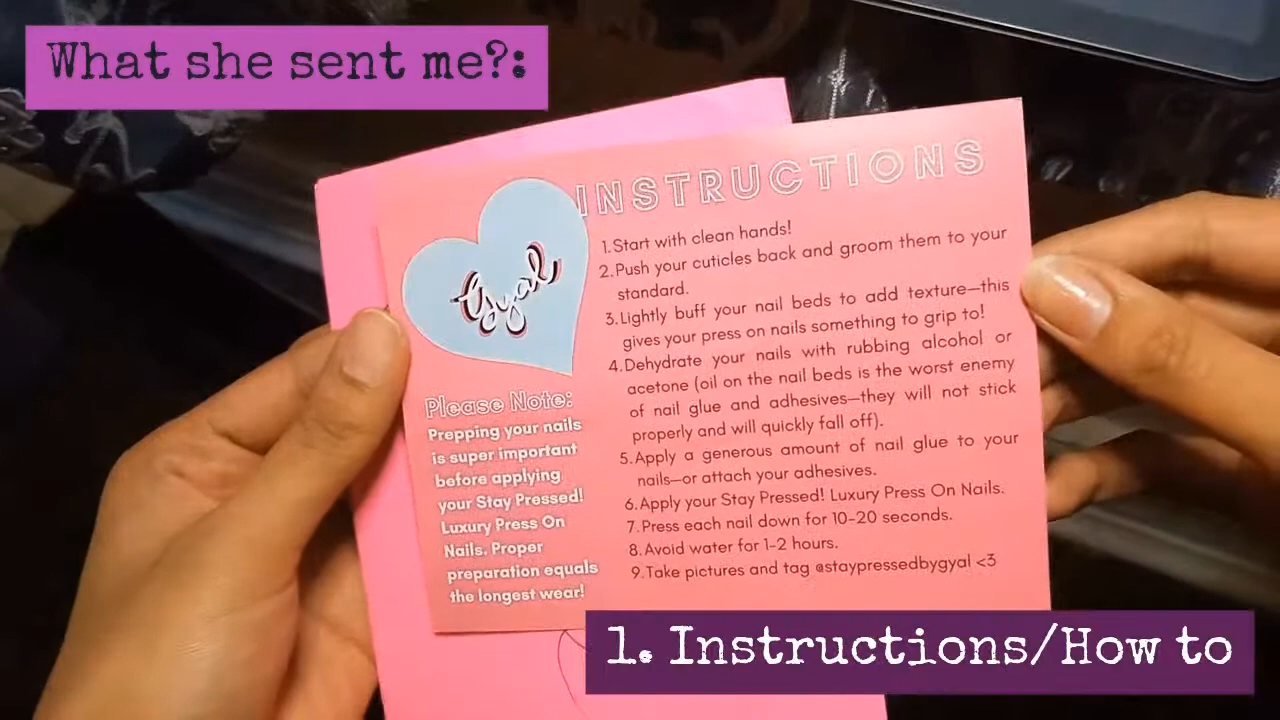 What she sent me?:
INSTRUCTIONS
1. Start with clean hands!
2. Push your cuticles back and groom them to your
standard.
3. Lightly buff your nail beds to add texture—this
gives your press on nails something to grip to!
4. Dehydrate your nails with rubbing alcohol or
acetone (oil on the nail beds is the worst enemy
of nail glue and adhesives—they will not stick
properly and will quickly fall off).
5. Apply a generous amount of nail glue to your
nails—or attach your adhesives.
6. Apply your Stay Pressed! Luxury Press On Nails.
7. Press each nail down for 10-20 seconds.
8. Avoid water for 1-2 hours.
9. Take pictures and tag @staypressedbygyal <3
Gyal
Please Note:
Prepping your nails
is super important
before applying
your Stay Pressed!
Luxury Press On
Nails. Proper
preparation equals
the longest wear!
1. Instructions/How to